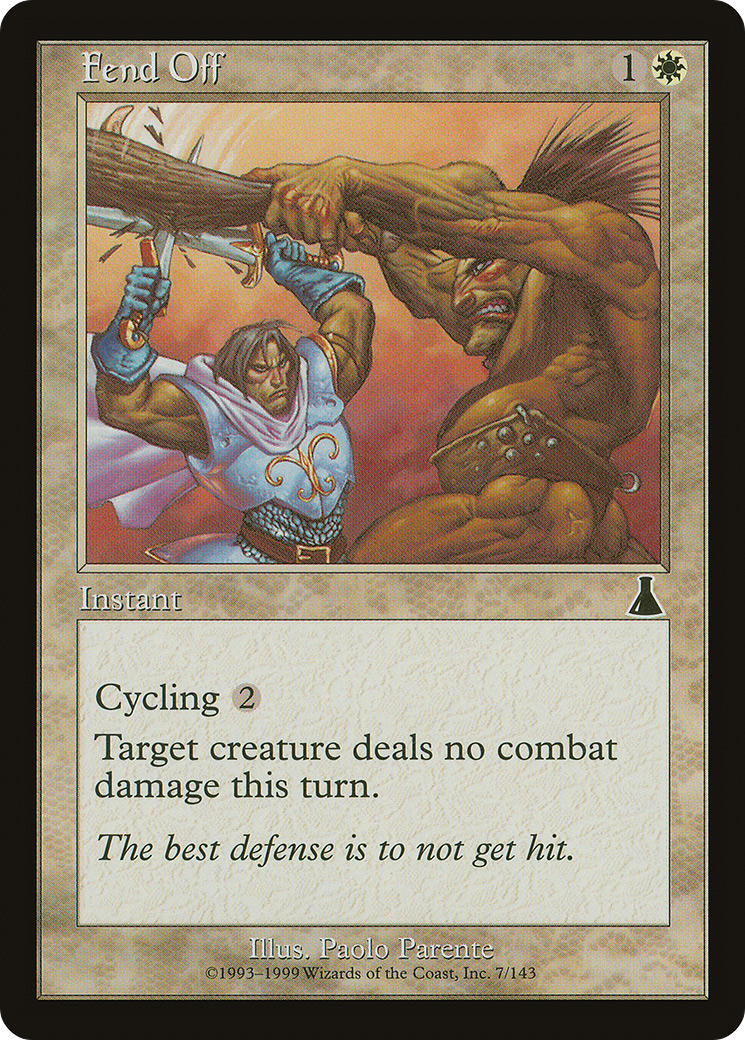 Fend Off
1
Instant
Cycling 2
Target creature deals no combat
damage this turn.
The best defense is to not get hit.
Illus. Paolo Parente
©1993–1999 Wizards of the Coast, Inc. 7/143